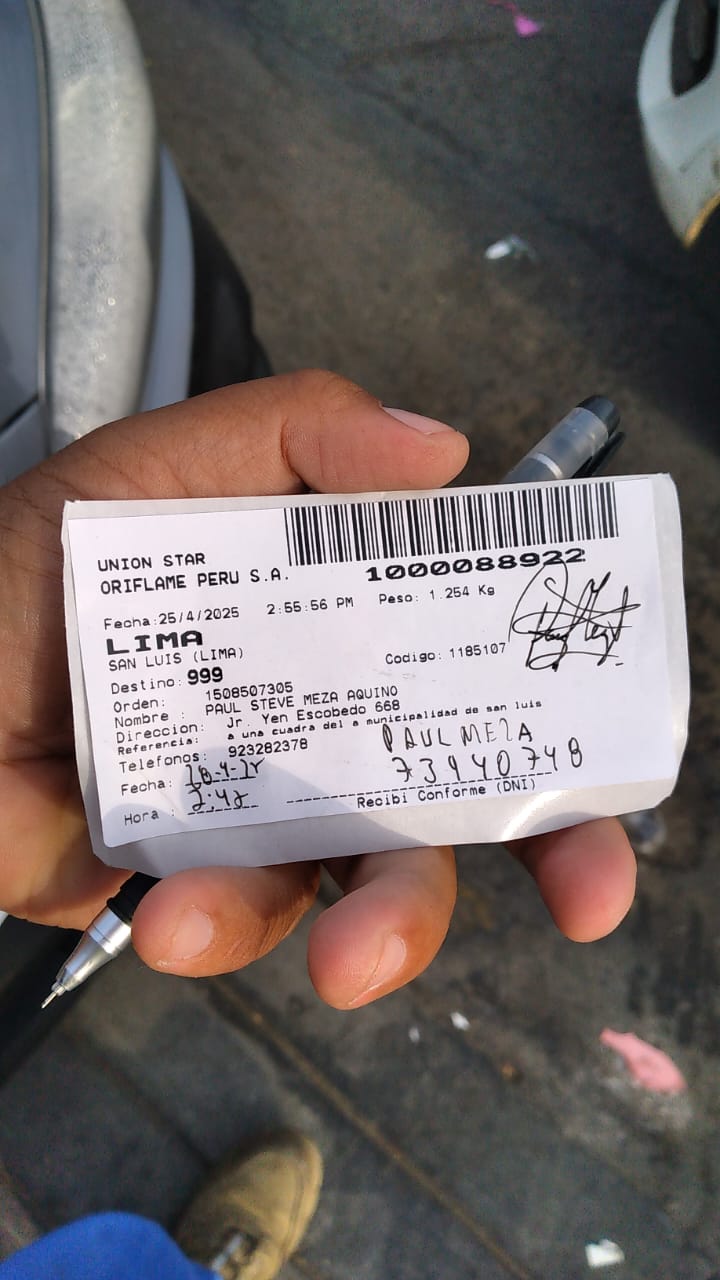 UNION STAR
ORIFLAME PERU S.A.
1000088922
Fecha:25/4/2025 2:55:56 PM Peso: 1.254 Kg
LIMA
SAN LUIS (LIMA)
Codigo: 1185107
Destino: 999
Orden: 1508507305
Nombre : PAUL STEVE MEZA AQUINO
Direccion: Jr. Yen Escobedo 668
Referencia: a una cuadra del a municipalidad de san luis
Telefonos: 923282378
PAUL MEZA
Fecha:
73940748
Hora :
Recibi Conforme (DNI)